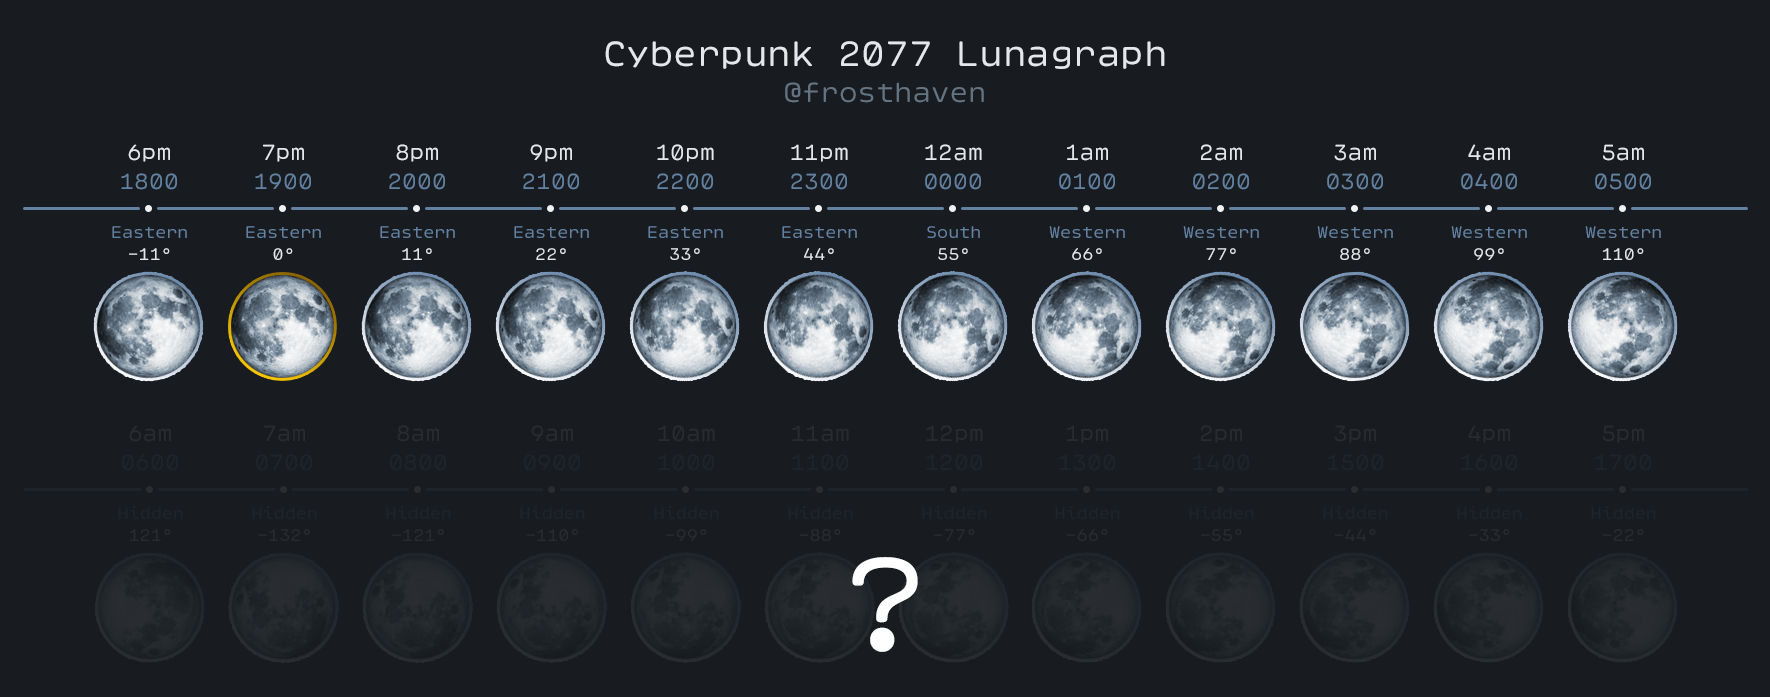 Cyberpunk 2077 Lunagraph
@frosthaven
6pm 7pm 8pm 9pm 10pm 11pm 12am 1am 2am 3am 4am 5am
1800 1900 2000 2100 2200 2300 0000 0100 0200 0300 0400 0500
Eastern Eastern Eastern Eastern Eastern Eastern South Western Western Western Western Western
-11° 0° 11° 22° 33° 44° 55° 66° 77° 88° 99° 110°
6am 7am 8am 9am 10am 11am 12pm 1pm 2pm 3pm 4pm 5pm
0600 0700 0800 0900 1000 1100 1200 1300 1400 1500 1600 1700
Hidden Hidden Hidden Hidden Hidden Hidden Hidden Hidden Hidden Hidden Hidden Hidden
121° -132° -121° -110° -99° -88° -77° -66° -55° -44° -33° -22°
?